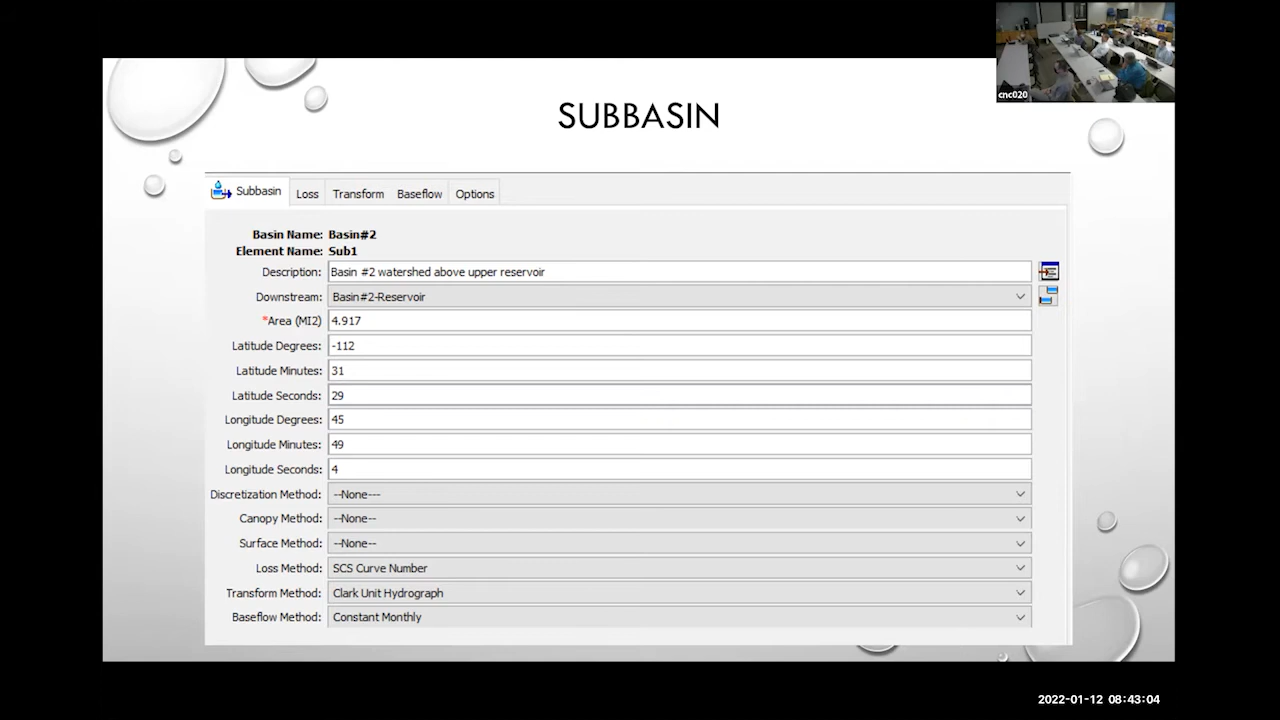 cnc020
SUBBASIN
Subbasin Loss Transform Baseflow Options
Basin Name: Basin#2
Element Name: Sub1
Description: Basin #2 watershed above upper reservoir
Downstream: Basin#2-Reservoir
*Area (MI2) 4.917
Latitude Degrees: -112
Latitude Minutes: 31
Latitude Seconds: 29
Longitude Degrees: 45
Longitude Minutes: 49
Longitude Seconds: 4
Discretization Method: --None---
Canopy Method: --None--
Surface Method: --None--
Loss Method: SCS Curve Number
Transform Method: Clark Unit Hydrograph
Baseflow Method: Constant Monthly
2022-01-12 08:43:04